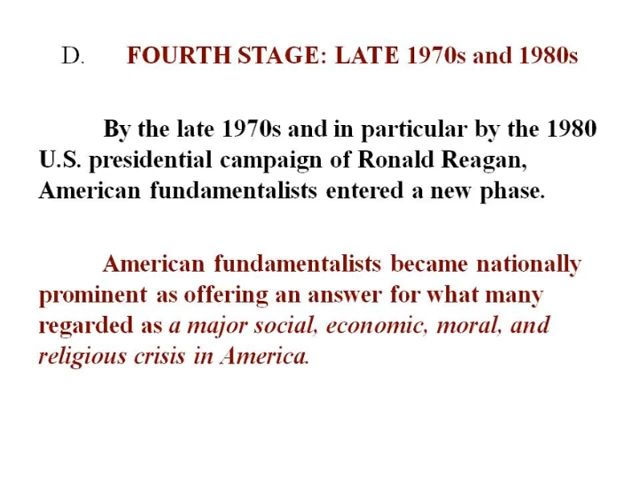 D. FOURTH STAGE: LATE 1970s and 1980s
By the late 1970s and in particular by the 1980
U.S. presidential campaign of Ronald Reagan,
American fundamentalists entered a new phase.
American fundamentalists became nationally
prominent as offering an answer for what many
regarded as a major social, economic, moral, and
religious crisis in America.